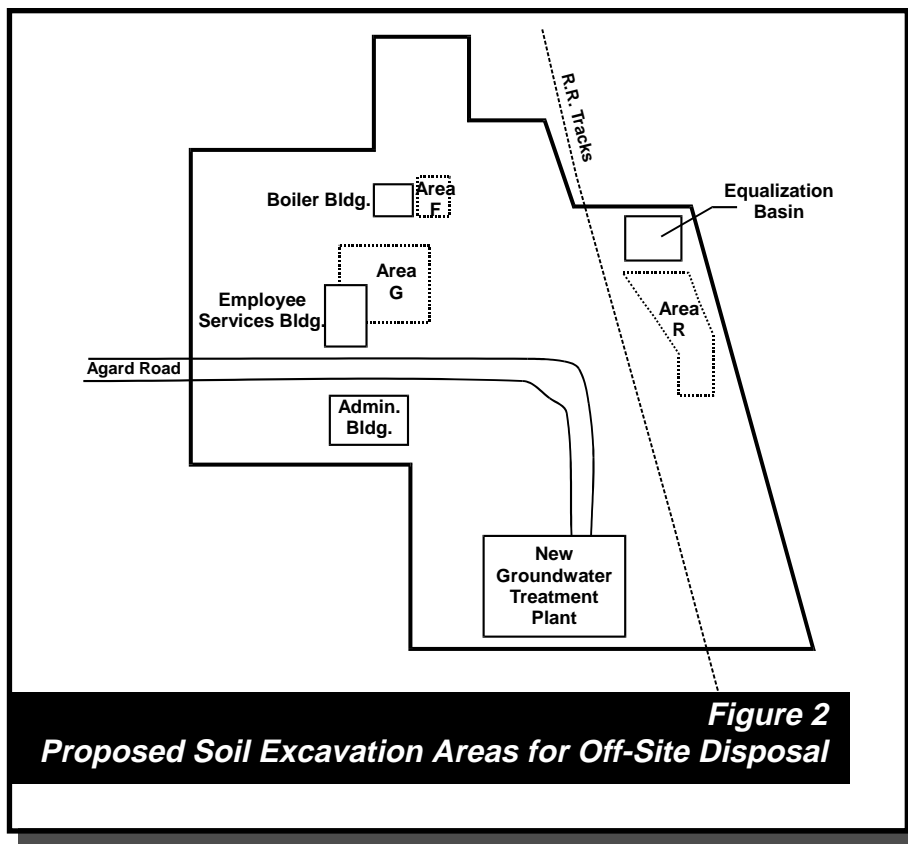 R.R. Tracks
Boiler Bldg.
Area
F
Equalization
Basin
Area
G
Employee
Services Bldg.
Area
R
Agard Road
Admin.
Bldg.
New
Groundwater
Treatment
Plant
Figure 2
Proposed Soil Excavation Areas for Off-Site Disposal